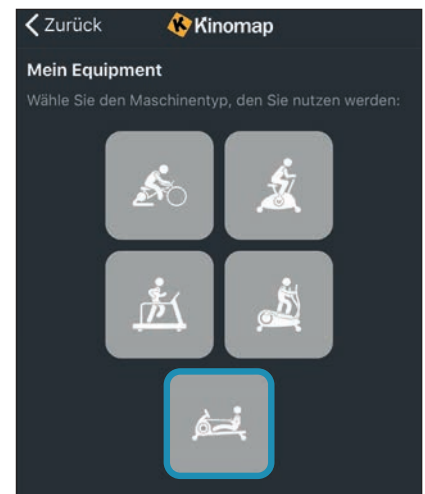 Zurück
Kinomap
Mein Equipment
Wähle Sie den Maschinentyp, den Sie nutzen werden: